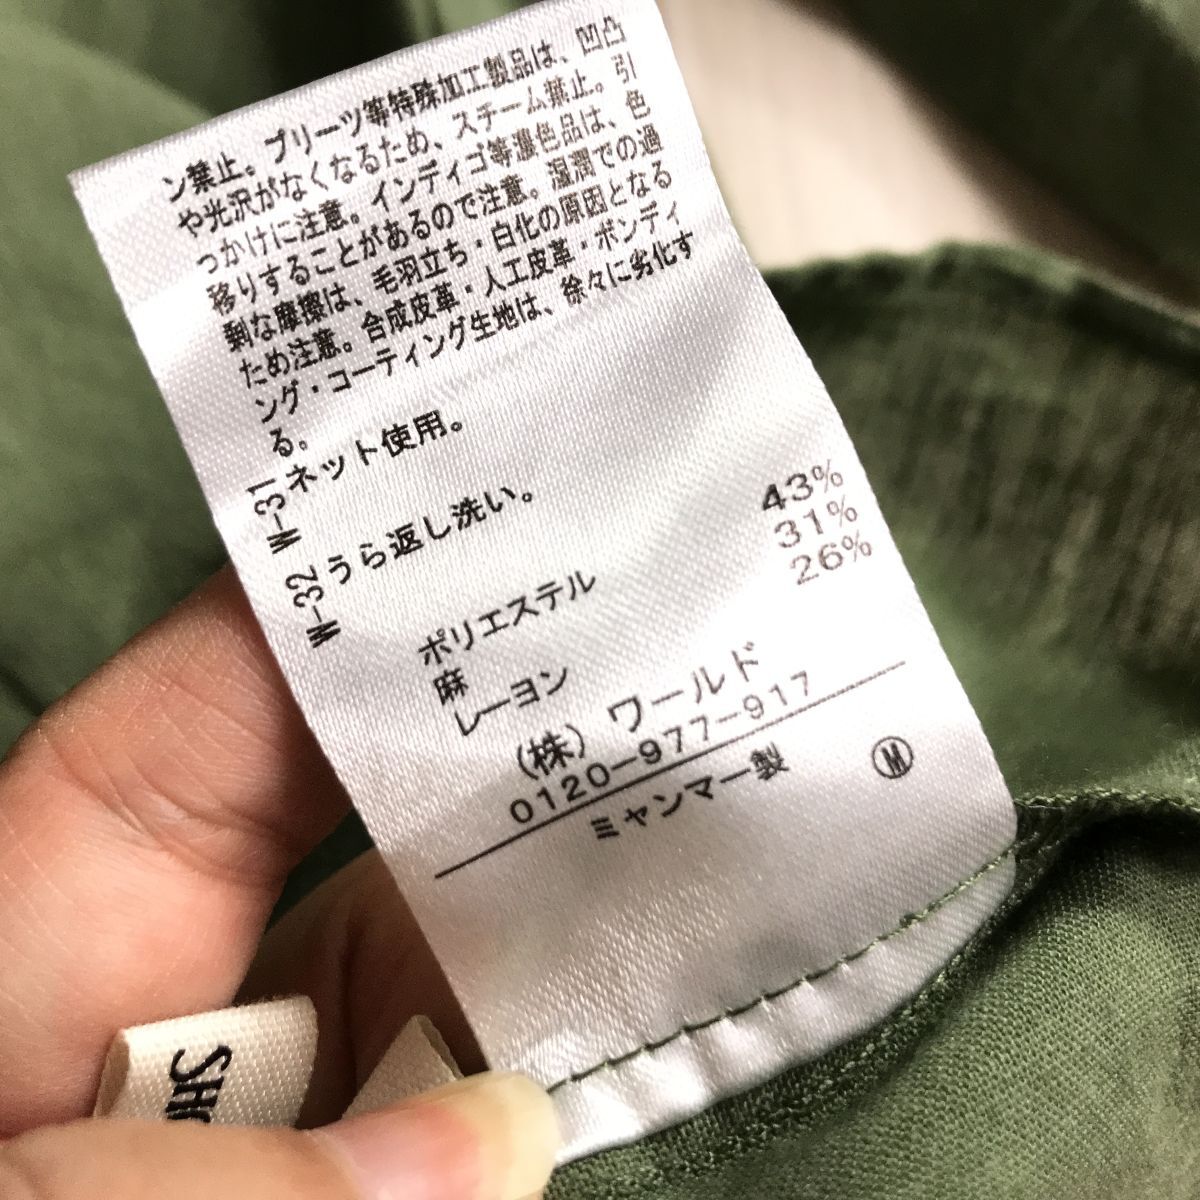 ン禁止。プリーツ等特殊加工製品は、凹凸
や光沢がなくなるため、スチーム禁止。引
っかけに注意。インディゴ等濃色品は、色
移りすることがあるので注意。湿潤での過
剰な摩擦は、毛羽立ち・白化の原因となる
ため注意。合成皮革・人工皮革・ボンディ
ング・コーティング生地は、徐々に劣化す
る。
W-31 ネット使用。
W-32 うら返し洗い。
ポリエステル 43%
麻 31%
レーヨン 26%
(株) ワールド
0120-977-917
ミャンマー製 M